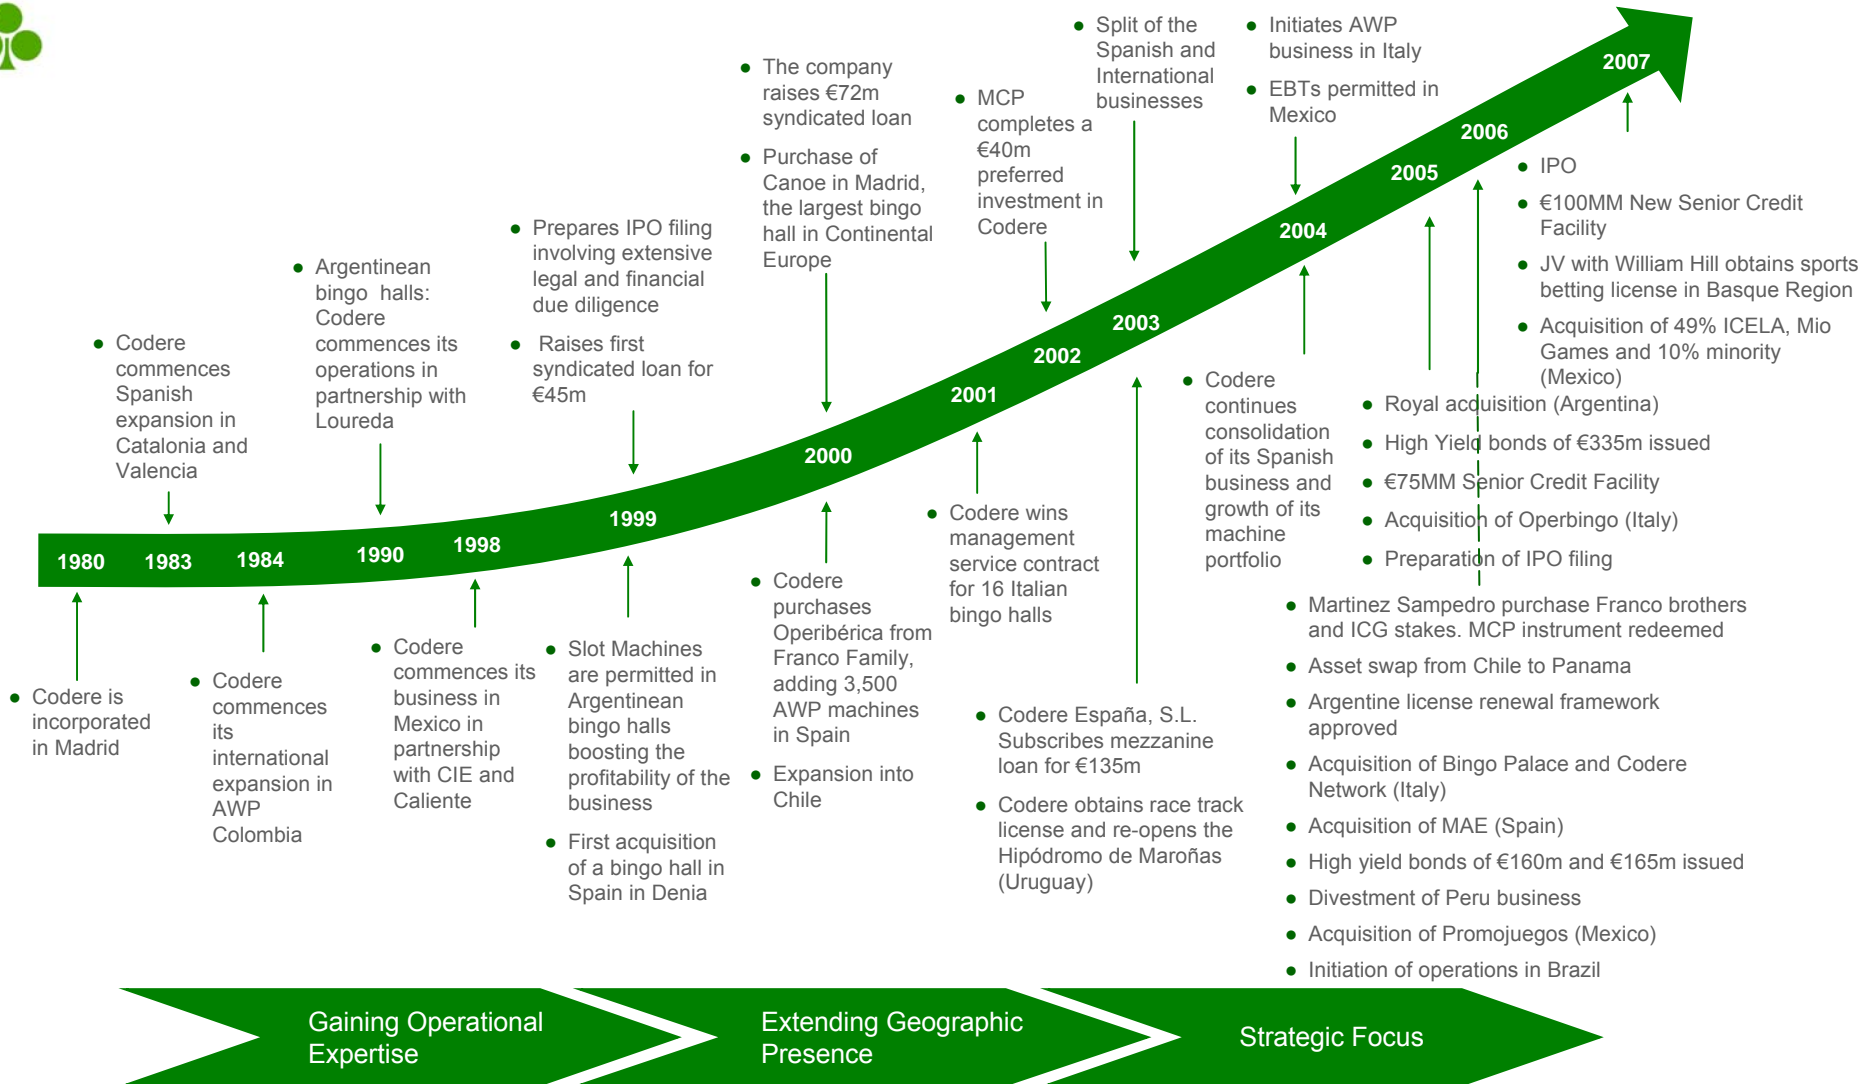 Split of the
Spanish and
International
businesses
Initiates AWP
business in Italy
EBTs permitted in
Mexico
2007
The company
raises €72m
syndicated loan
Purchase of
Canoe in Madrid,
the largest bingo
hall in Continental
Europe
MCP
completes a
€40m
preferred
investment in
Codere
2006
2005
2004
2003
2002
2001
2000
1999
1998
1990
1984
1983
1980
Prepares IPO filing
involving extensive
legal and financial
due diligence
Raises first
syndicated loan for
€45m
Argentinean
bingo halls:
Codere
commences its
operations in
partnership with
Loureda
Codere
commences
Spanish
expansion in
Catalonia and
Valencia
IPO
€100MM New Senior Credit
Facility
JV with William Hill obtains sports
betting license in Basque Region
Acquisition of 49% ICELA, Mio
Games and 10% minority
(Mexico)
Codere
continues
consolidation
of its Spanish
business and
growth of its
machine
portfolio
Royal acquisition (Argentina)
High Yield bonds of €335m issued
€75MM Senior Credit Facility
Acquisition of Operbingo (Italy)
Preparation of IPO filing
Codere is
incorporated
in Madrid
Codere
commences
its
international
expansion in
AWP
Colombia
Codere
commences its
business in
Mexico in
partnership
with CIE and
Caliente
Slot Machines
are permitted in
Argentinean
bingo halls
boosting the
profitability of the
business
First acquisition
of a bingo hall in
Spain in Denia
Codere
purchases
Operibérica from
Franco Family,
adding 3,500
AWP machines
in Spain
Expansion into
Chile
Codere wins
management
service contract
for 16 Italian
bingo halls
Codere España, S.L.
Subscribes mezzanine
loan for €135m
Codere obtains race track
license and re-opens the
Hipódromo de Maroñas
(Uruguay)
Martinez Sampedro purchase Franco brothers
and ICG stakes. MCP instrument redeemed
Asset swap from Chile to Panama
Argentine license renewal framework
approved
Acquisition of Bingo Palace and Codere
Network (Italy)
Acquisition of MAE (Spain)
High yield bonds of €160m and €165m issued
Divestment of Peru business
Acquisition of Promojuegos (Mexico)
Initiation of operations in Brazil
Gaining Operational
Expertise
Extending Geographic
Presence
Strategic Focus